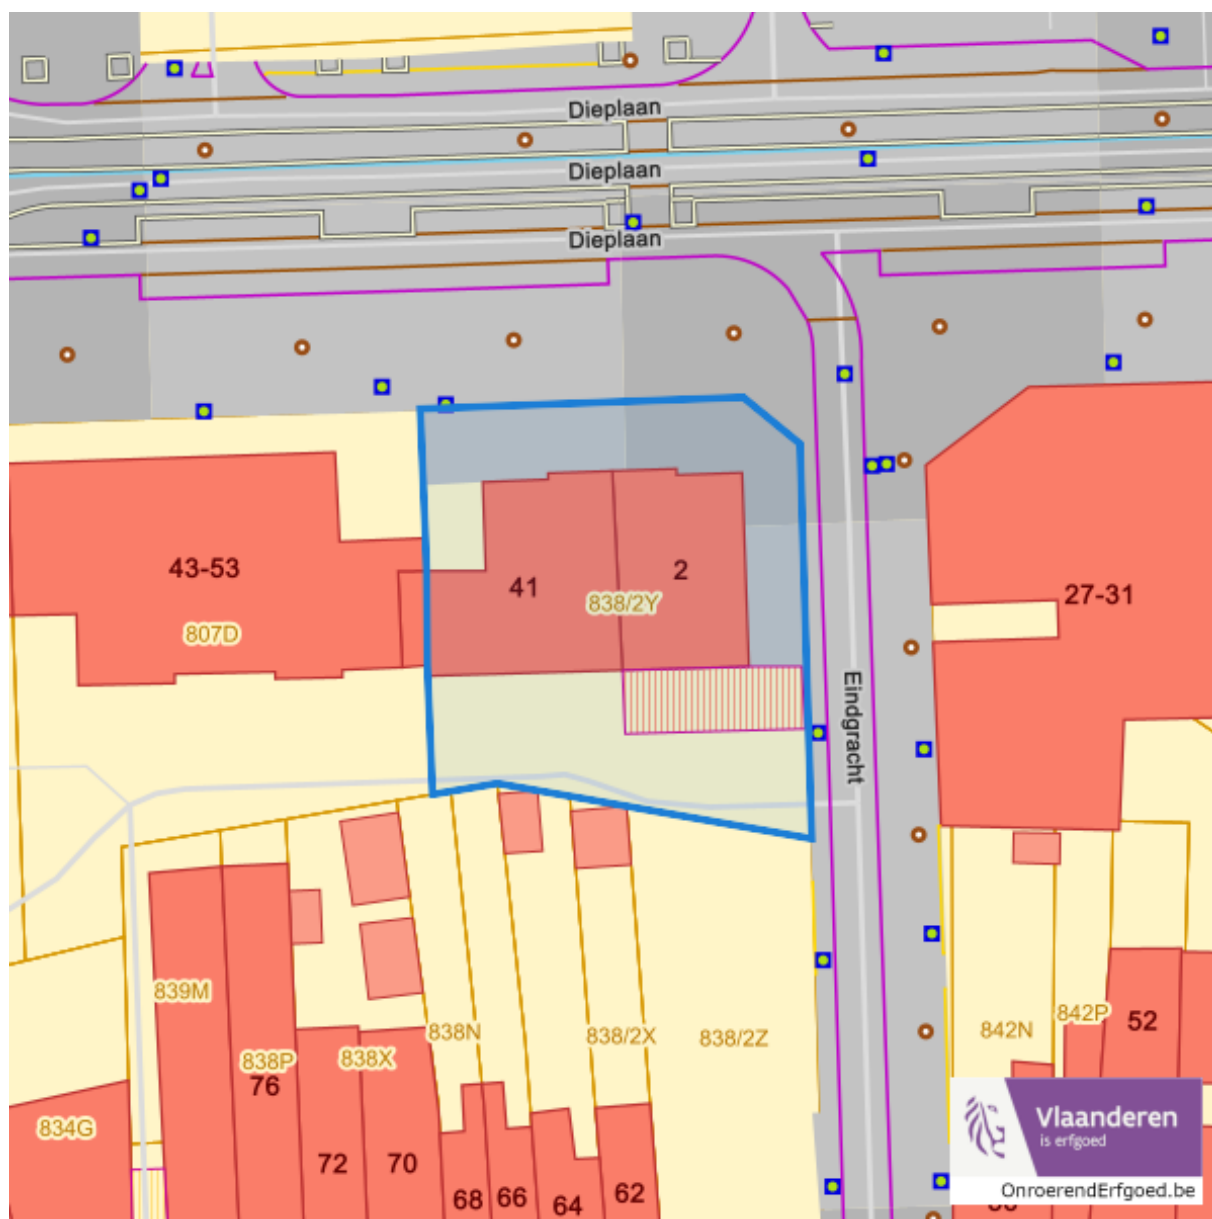 Dieplaan
Dieplaan
Dieplaan
43-53
807D
41
2
838/2Y
27-31
Eindgracht
839M
838P
76
838X
838N
838/2X
838/2Z
842N
842P
52
834G
72
70
68
66
64
62
Vlaanderen
is erfgoed
OnroerendErfgoed.be